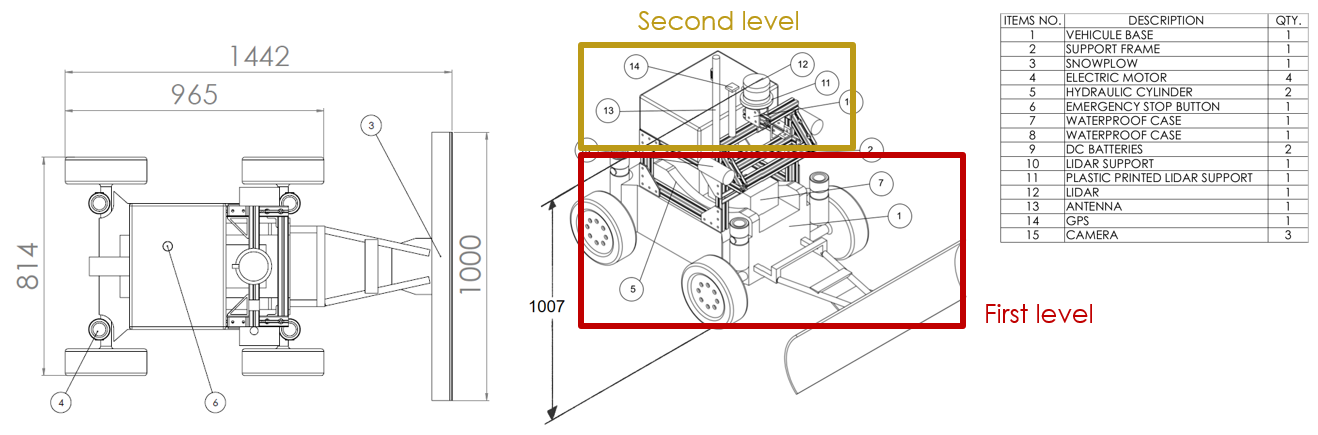 Second level
1442
965
814
1000
3
4
6
14
12
11
13
2
7
1
5
1007
First level
ITEMS NO. DESCRIPTION QTY.
1 VEHICULE BASE 1
2 SUPPORT FRAME 1
3 SNOWPLOW 1
4 ELECTRIC MOTOR 4
5 HYDRAULIC CYLINDER 2
6 EMERGENCY STOP BUTTON 1
7 WATERPROOF CASE 1
8 WATERPROOF CASE 1
9 DC BATTERIES 2
10 LIDAR SUPPORT 1
11 PLASTIC PRINTED LIDAR SUPPORT 1
12 LIDAR 1
13 ANTENNA 1
14 GPS 1
15 CAMERA 3